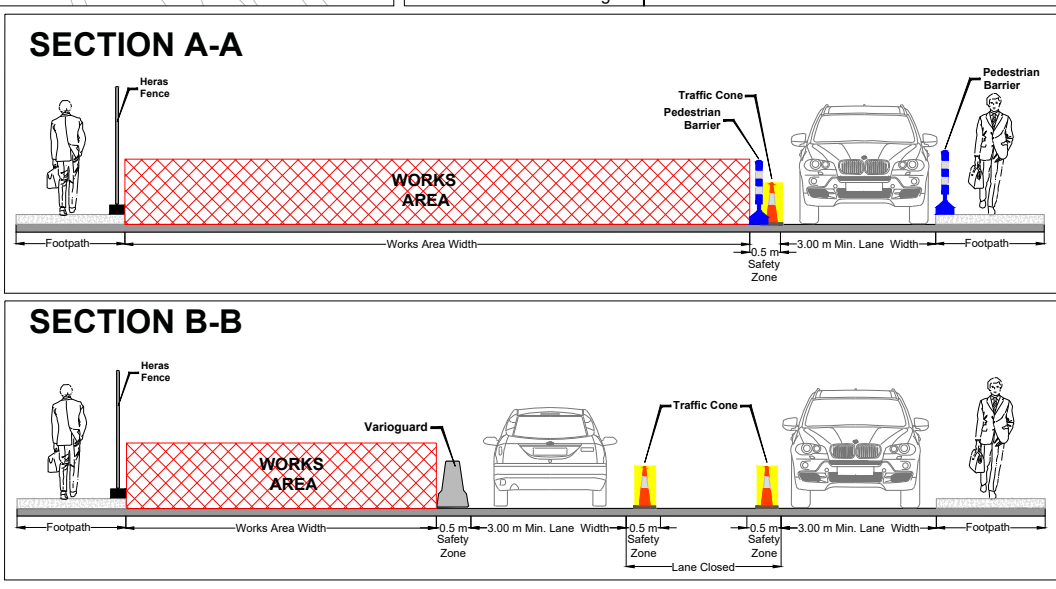 SECTION A-A
Heras
Fence
Pedestrian
Barrier
Traffic Cone
Pedestrian
Barrier
WORKS
AREA
Footpath
Works Area Width
0.5 m
Safety
Zone
3.00 m Min. Lane Width
Footpath
SECTION B-B
Heras
Fence
Varioguard
Traffic Cone
WORKS
AREA
Footpath
Works Area Width
0.5 m
Safety
Zone
3.00 m Min. Lane Width
0.5 m
Safety
Zone
0.5 m
Safety
Zone
3.00 m Min. Lane Width
Footpath
Lane Closed